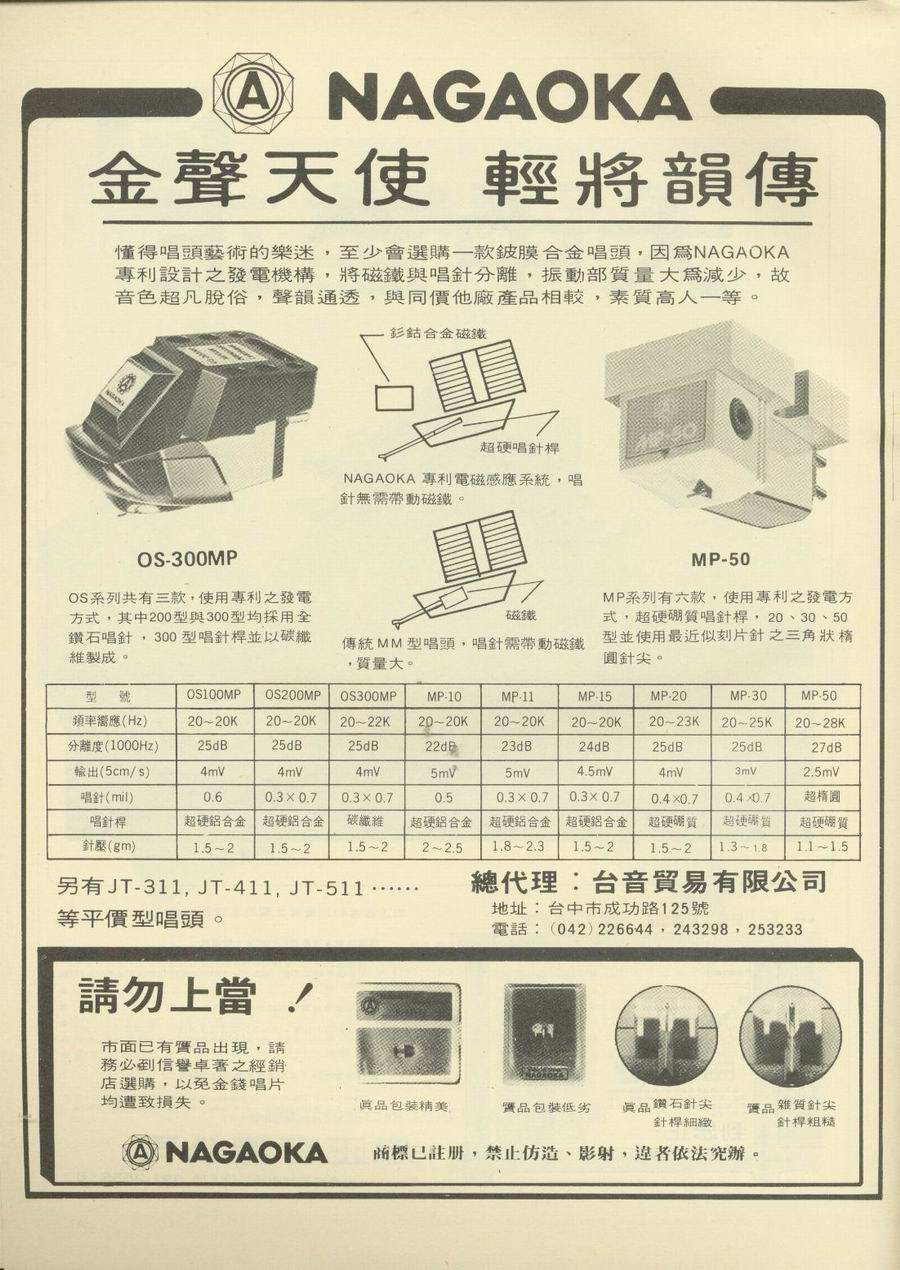 A NAGAOKA
金聲天使 輕將韻傳
懂得唱頭藝術的樂迷，至少會選購一款鈹膜合金唱頭，因爲NAGAOKA
專利設計之發電機構，將磁鐵與唱針分離，振動部質量大爲減少，故
音色超凡脫俗，聲韻通透，與同價他廠產品相較，素質高人一等。
釤鈷合金磁鐵
超硬唱針桿
NAGAOKA 專利電磁感應系統，唱
針無需帶動磁鐵。
NAGAOKA
MP-50
OS-300MP
OS系列共有三款，使用專利之發電
方式，其中200型與300型均採用全
鑽石唱針，300 型唱針桿並以碳纖
維製成。
磁鐵
傳統MM型唱頭，唱針需帶動磁鐵
，質量大。
MP-50
MP系列有六款，使用專利之發電方
式，超硬硼質唱針桿，20、30、50
型並使用最近似刻片針之三角狀楕
圓針尖。
型 號 OS100MP OS200MP OS300MP MP-10 MP-11 MP-15 MP-20 MP-30 MP-50
頻率嚮應(Hz) 20~20K 20~20K 20~22K 20~20K 20~20K 20~20K 20~23K 20~25K 20~28K
分離度(1000Hz) 25dB 25dB 25dB 22dB 23dB 24dB 25dB 25dB 27dB
輸出(5cm/s) 4mV 4mV 4mV 5mV 5mV 4.5mV 4mV 3mV 2.5mV
唱針(mil) 0.6 0.3×0.7 0.3×0.7 0.5 0.3×0.7 0.3×0.7 0.4×0.7 0.4×0.7 超楕圓
唱針桿 超硬鋁合金 超硬鋁合金 碳纖維 超硬鋁合金 超硬鋁合金 超硬鋁合金 超硬硼質 超硬硼質 超硬硼質
針壓(gm) 1.5~2 1.5~2 1.5~2 2~2.5 1.8~2.3 1.5~2 1.5~2 1.3~1.8 1.1~1.5
另有JT-311, JT-411, JT-511……
等平價型唱頭。
總代理：台音貿易有限公司
地址：台中市成功路125號
電話：(042)226644，243298，253233
請勿上當！
市面已有贋品出現，請
務必到信譽卓著之經銷
店選購，以免金錢唱片
均遭致損失。
NAGAOKA
眞品包裝精美
贋品包裝低劣
眞品 鑽石針尖
針桿細緻
贋品 雜質針尖
針桿粗糙
A NAGAOKA
商標已註册，禁止仿造、影射，違者依法究辦。